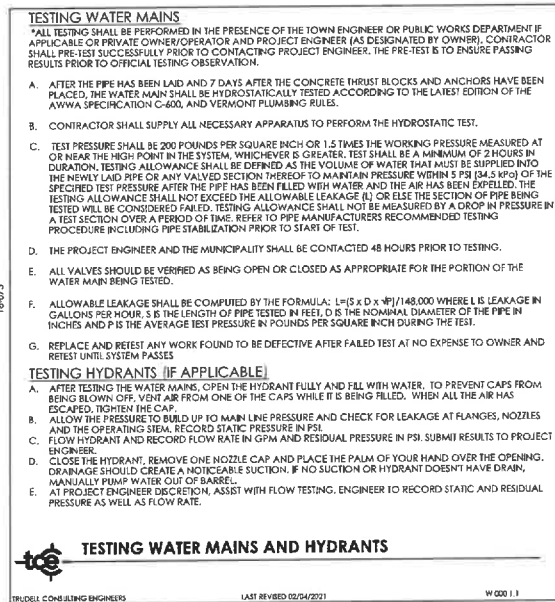 TESTING WATER MAINS
*ALL TESTING SHALL BE PERFORMED IN THE PRESENCE OF THE TOWN ENGINEER OR PUBLIC WORKS DEPARTMENT IF
APPLICABLE OR PRIVATE OWNER/OPERATOR AND PROJECT ENGINEER (AS DESIGNATED BY OWNER). CONTRACTOR
SHALL PRE-TEST SUCCESSFULLY PRIOR TO CONTACTING PROJECT ENGINEER. THE PRE-TEST IS TO ENSURE PASSING
RESULTS PRIOR TO OFFICIAL TESTING OBSERVATION.
A. AFTER THE PIPE HAS BEEN LAID AND 7 DAYS AFTER THE CONCRETE THRUST BLOCKS AND ANCHORS HAVE BEEN
PLACED, THE WATER MAIN SHALL BE HYDROSTATICALLY TESTED ACCORDING TO THE LATEST EDITION OF THE
AWWA SPECIFICATION C-600, AND VERMONT PLUMBING RULES.
B. CONTRACTOR SHALL SUPPLY ALL NECESSARY APPARATUS TO PERFORM THE HYDROSTATIC TEST.
C. TEST PRESSURE SHALL BE 200 POUNDS PER SQUARE INCH OR 1.5 TIMES THE WORKING PRESSURE MEASURED AT
OR NEAR THE HIGH POINT IN THE SYSTEM, WHICHEVER IS GREATER. TEST SHALL BE A MINIMUM OF 2 HOURS IN
DURATION. TESTING ALLOWANCE SHALL BE DEFINED AS THE VOLUME OF WATER THAT MUST BE SUPPLIED INTO
THE NEWLY LAID PIPE OR ANY VALVED SECTION THEREOF TO MAINTAIN PRESSURE WITHIN 5 PSI (34.5 kPa) OF THE
SPECIFIED TEST PRESSURE AFTER THE PIPE HAS BEEN FILLED WITH WATER AND THE AIR HAS BEEN EXPELLED. THE
TESTING ALLOWANCE SHALL NOT EXCEED THE ALLOWABLE LEAKAGE (L) OR ELSE THE SECTION OF PIPE BEING
TESTED WILL BE CONSIDERED FAILED. TESTING ALLOWANCE SHALL NOT BE MEASURED BY A DROP IN PRESSURE IN
A TEST SECTION OVER A PERIOD OF TIME. REFER TO PIPE MANUFACTURERS RECOMMENDED TESTING
PROCEDURE INCLUDING PIPE STABILIZATION PRIOR TO START OF TEST.
D. THE PROJECT ENGINEER AND THE MUNICIPALITY SHALL BE CONTACTED 48 HOURS PRIOR TO TESTING.
E. ALL VALVES SHOULD BE VERIFIED AS BEING OPEN OR CLOSED AS APPROPRIATE FOR THE PORTION OF THE
WATER MAIN BEING TESTED.
F. ALLOWABLE LEAKAGE SHALL BE COMPUTED BY THE FORMULA: L=(S x D x √P)/148,000 WHERE L IS LEAKAGE IN
GALLONS PER HOUR, S IS THE LENGTH OF PIPE TESTED IN FEET, D IS THE NOMINAL DIAMETER OF THE PIPE IN
INCHES AND P IS THE AVERAGE TEST PRESSURE IN POUNDS PER SQUARE INCH DURING THE TEST.
G. REPLACE AND RETEST ANY WORK FOUND TO BE DEFECTIVE AFTER FAILED TEST AT NO EXPENSE TO OWNER AND
RETEST UNTIL SYSTEM PASSES
TESTING HYDRANTS (IF APPLICABLE)
A. AFTER TESTING THE WATER MAINS, OPEN THE HYDRANT FULLY AND FILL WITH WATER. TO PREVENT CAPS FROM
BEING BLOWN OFF, VENT AIR FROM ONE OF THE CAPS WHILE IT IS BEING FILLED. WHEN ALL THE AIR HAS
ESCAPED, TIGHTEN THE CAP.
B. ALLOW THE PRESSURE TO BUILD UP TO MAIN LINE PRESSURE AND CHECK FOR LEAKAGE AT FLANGES, NOZZLES
AND THE OPERATING STEM. RECORD STATIC PRESSURE IN PSI.
C. FLOW HYDRANT AND RECORD FLOW RATE IN GPM AND RESIDUAL PRESSURE IN PSI. SUBMIT RESULTS TO PROJECT
ENGINEER.
D. CLOSE THE HYDRANT, REMOVE ONE NOZZLE CAP AND PLACE THE PALM OF YOUR HAND OVER THE OPENING.
DRAINAGE SHOULD CREATE A NOTICEABLE SUCTION. IF NO SUCTION OR HYDRANT DOESN'T HAVE DRAIN,
MANUALLY PUMP WATER OUT OF BARREL.
E. AT PROJECT ENGINEER DISCRETION, ASSIST WITH FLOW TESTING. ENGINEER TO RECORD STATIC AND RESIDUAL
PRESSURE AS WELL AS FLOW RATE.
tce
TESTING WATER MAINS AND HYDRANTS
TRUDELL CONSULTING ENGINEERS
LAST REVISED 02/04/2021
W 000 1.1